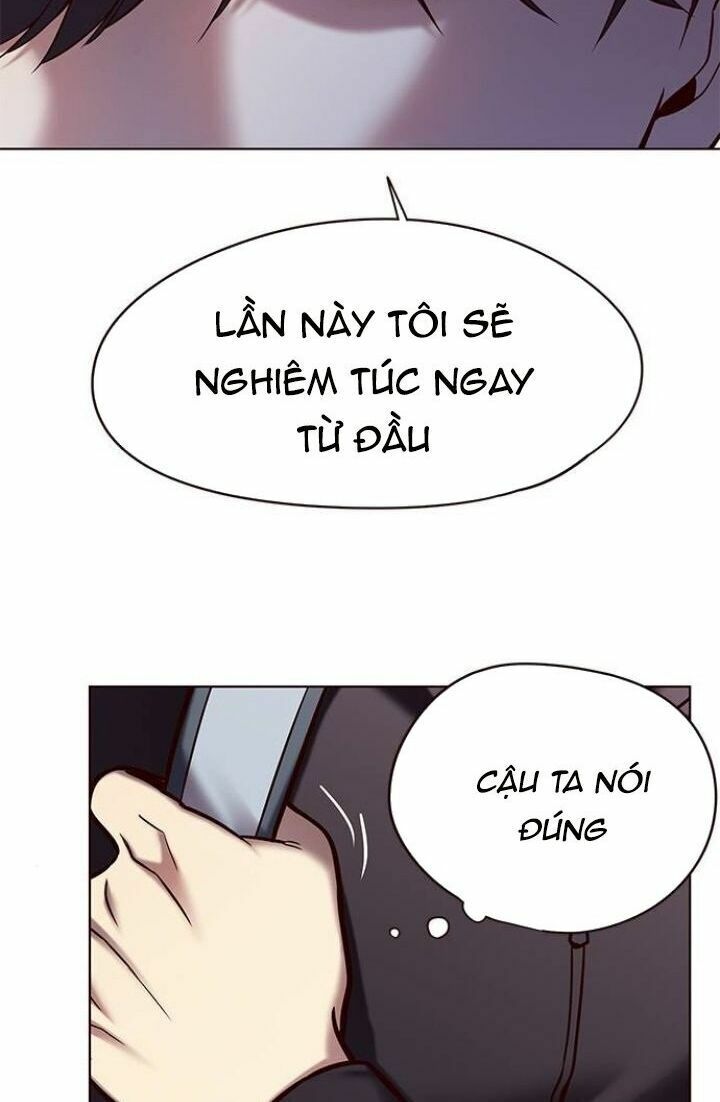 LẦN NÀY TÔI SẼ
NGHIÊM TÚC NGAY
TỪ ĐẦU
CẬU TA NÓI
ĐÚNG